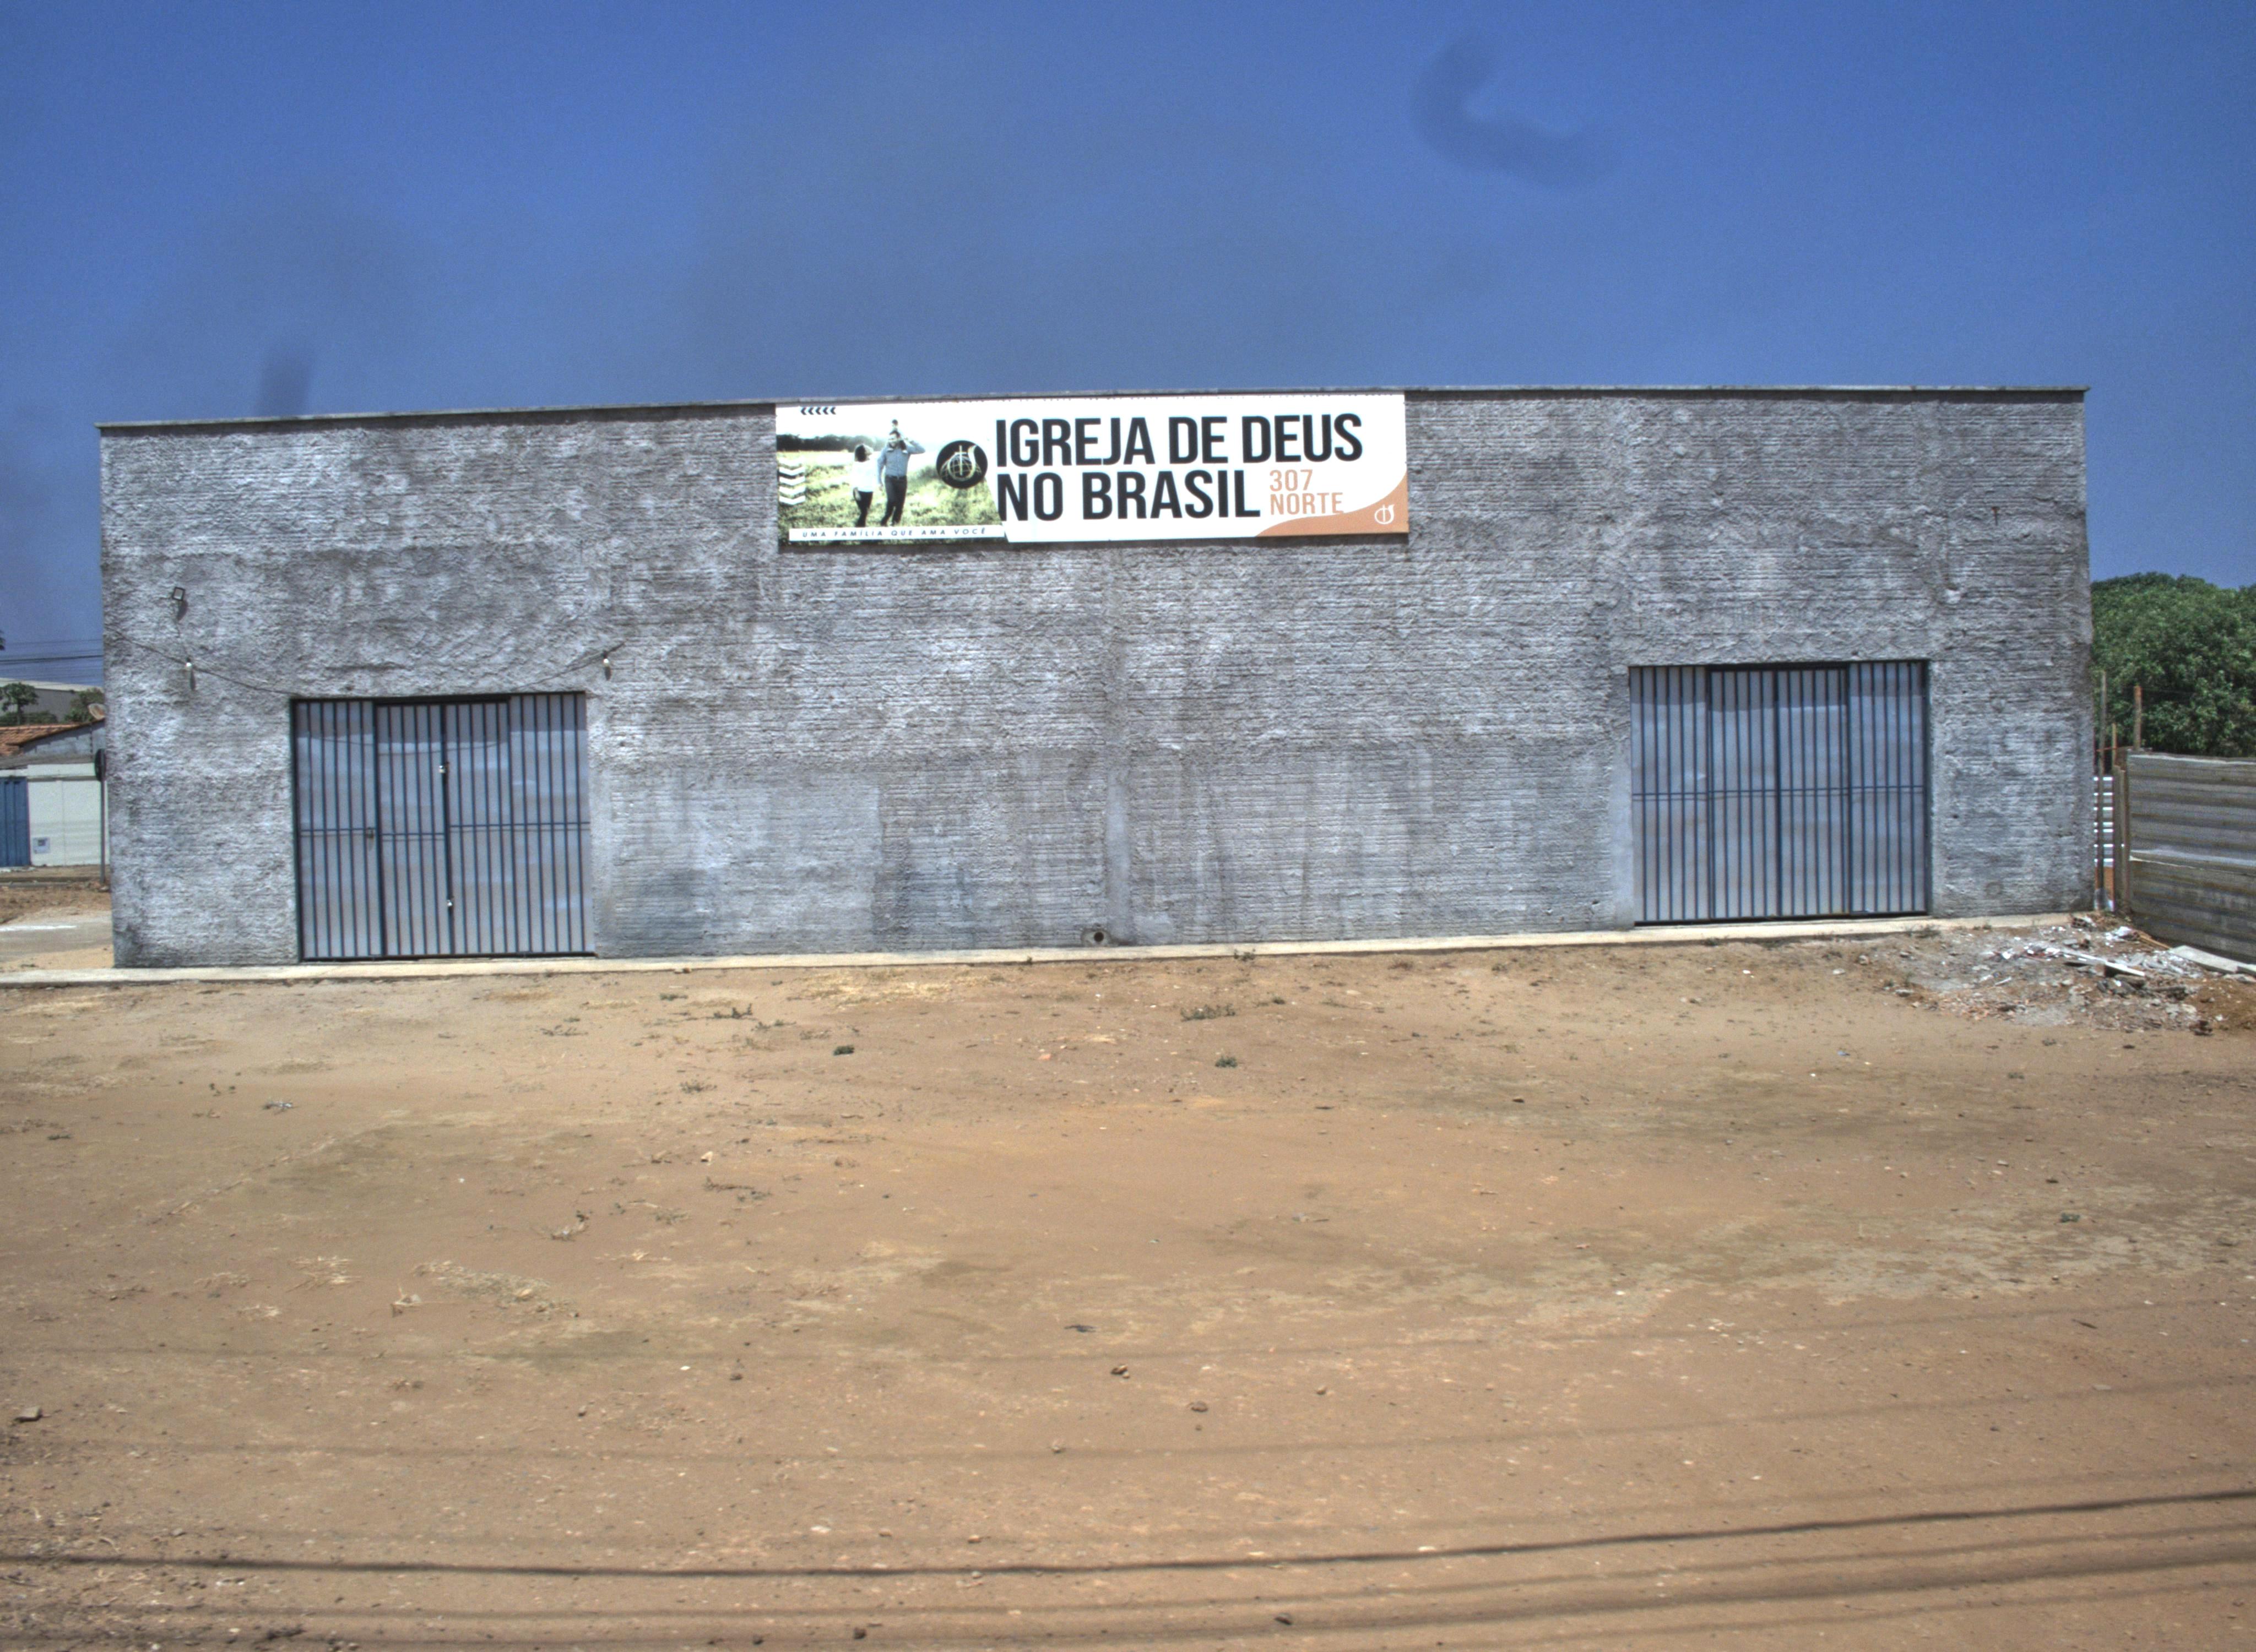 IGREJA DE DEUS
NO BRASIL
307
NORTE
UMA FAMÍLIA QUE AMA VOCÊ